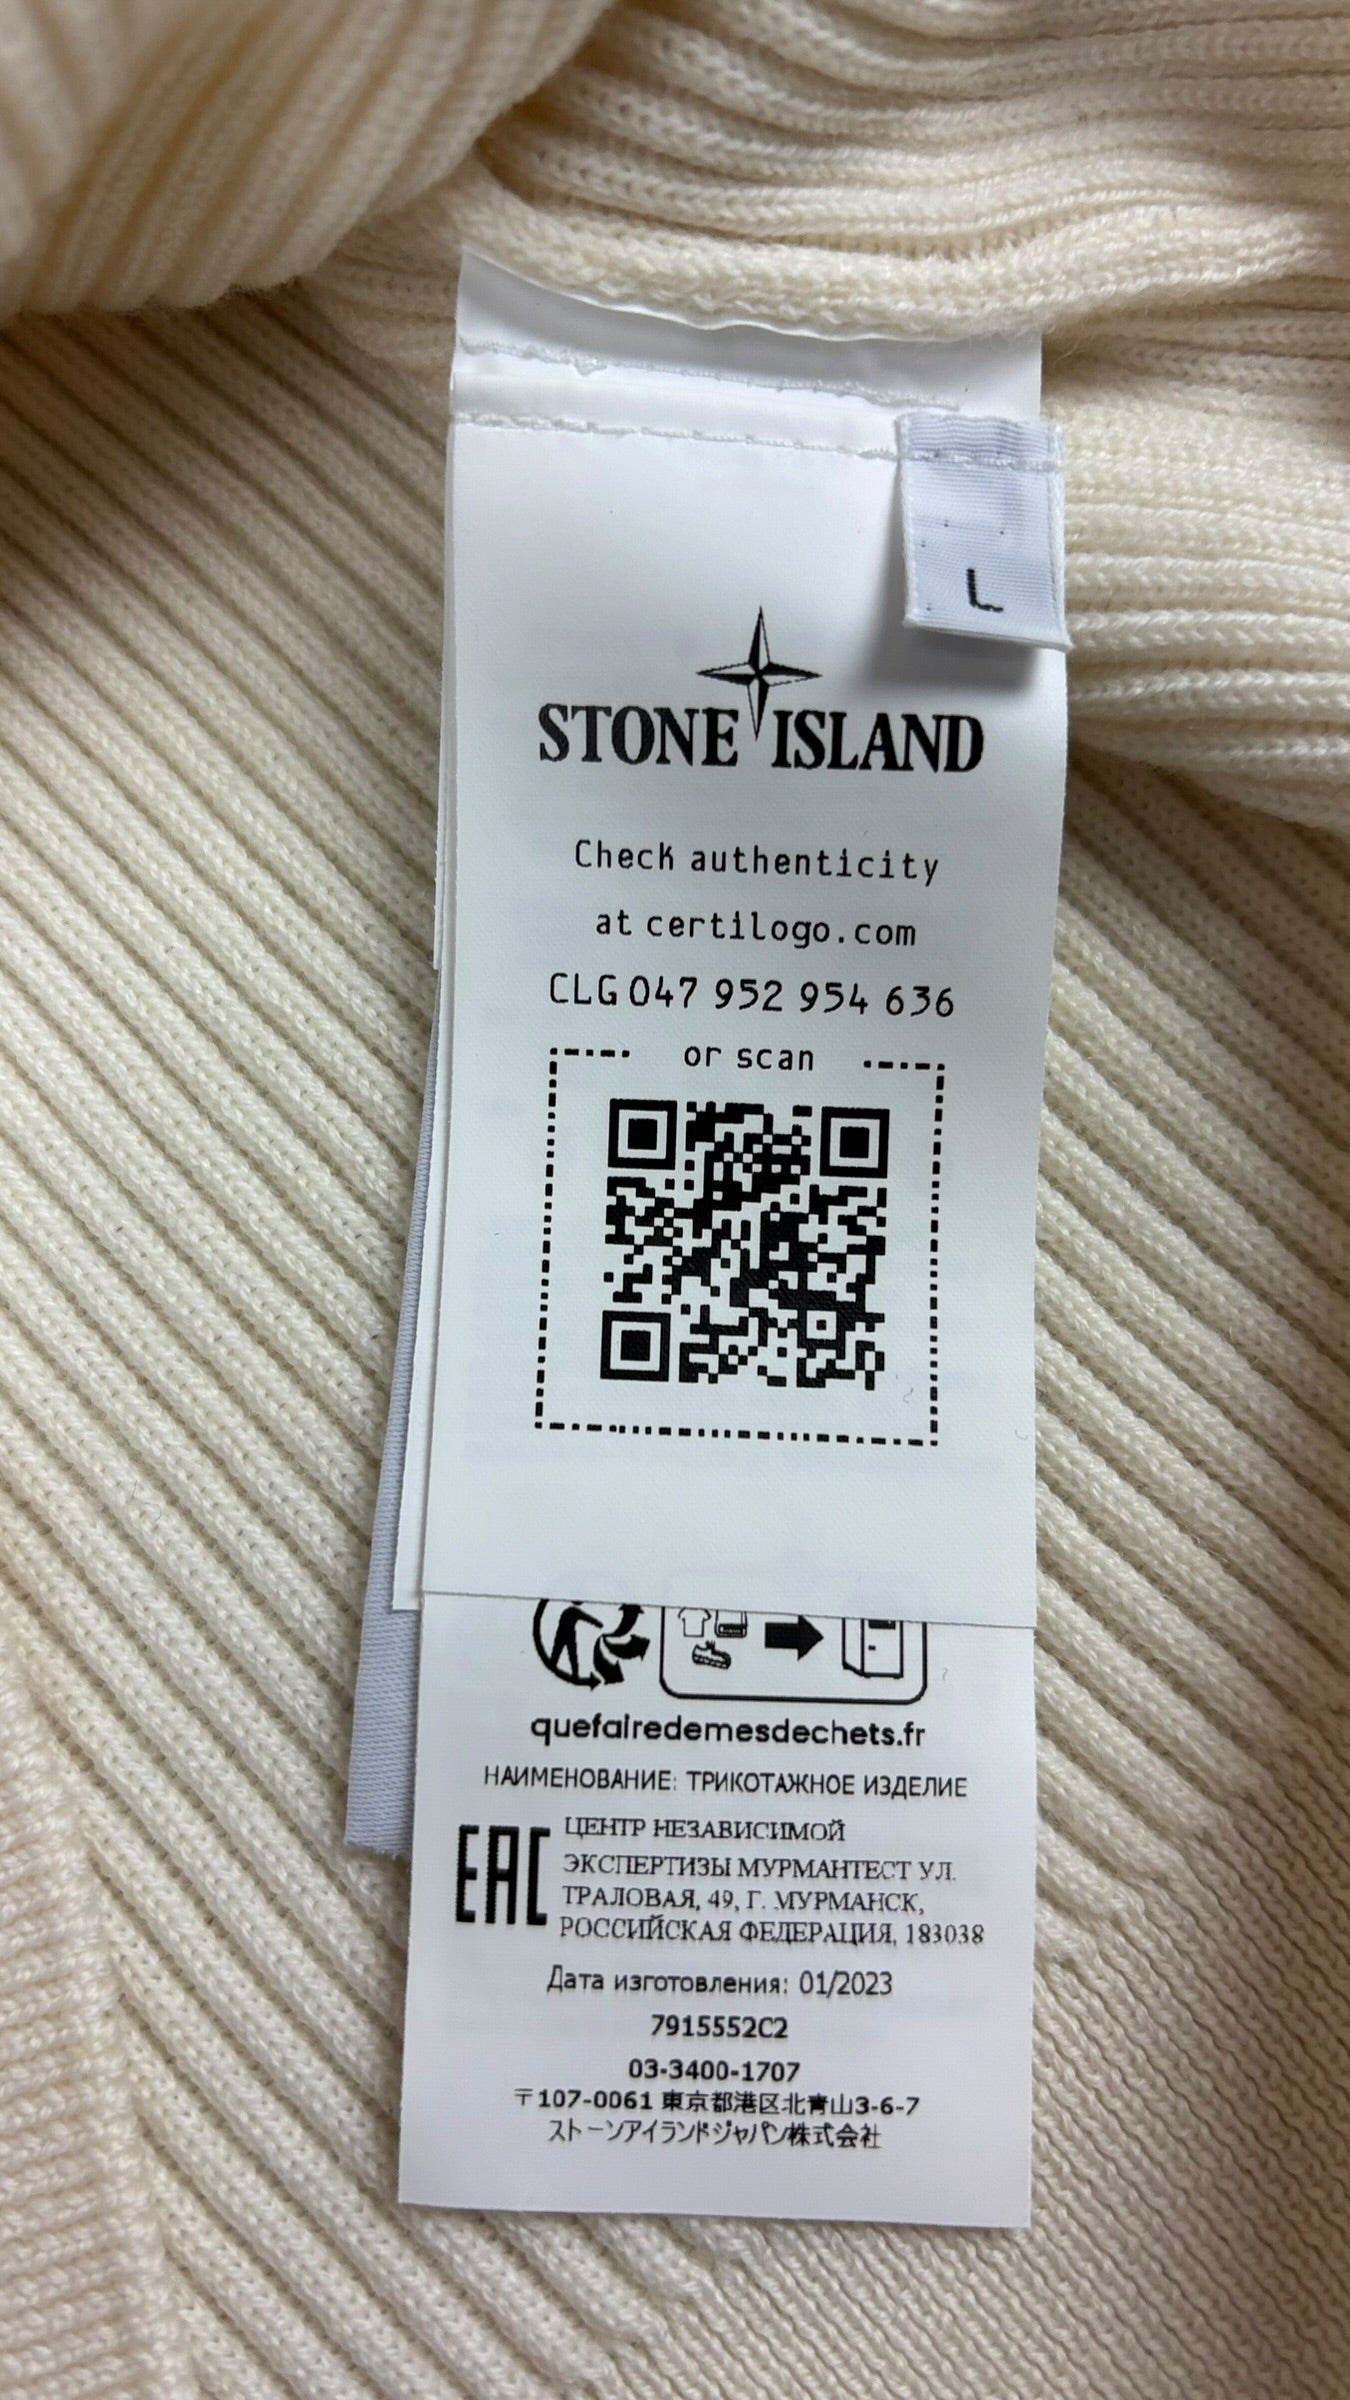 L
STONE ISLAND
Check authenticity
at certilogo.com
CLG 047 952 954 636
or scan
quefairedemesdechets.fr
НАИМЕНОВАНИЕ: ТРИКОТАЖНОЕ ИЗДЕЛИЕ
EAC
ЦЕНТР НЕЗАВИСИМОЙ
ЭКСПЕРТИЗЫ МУРМАНТЕСТ УЛ.
ТРАЛОВАЯ, 49, Г. МУРМАНСК,
РОССИЙСКАЯ ФЕДЕРАЦИЯ, 183038
Дата изготовления: 01/2023
7915552C2
03-3400-1707
〒107-0061 東京都港区北青山3-6-7
ストーンアイランドジャパン株式会社